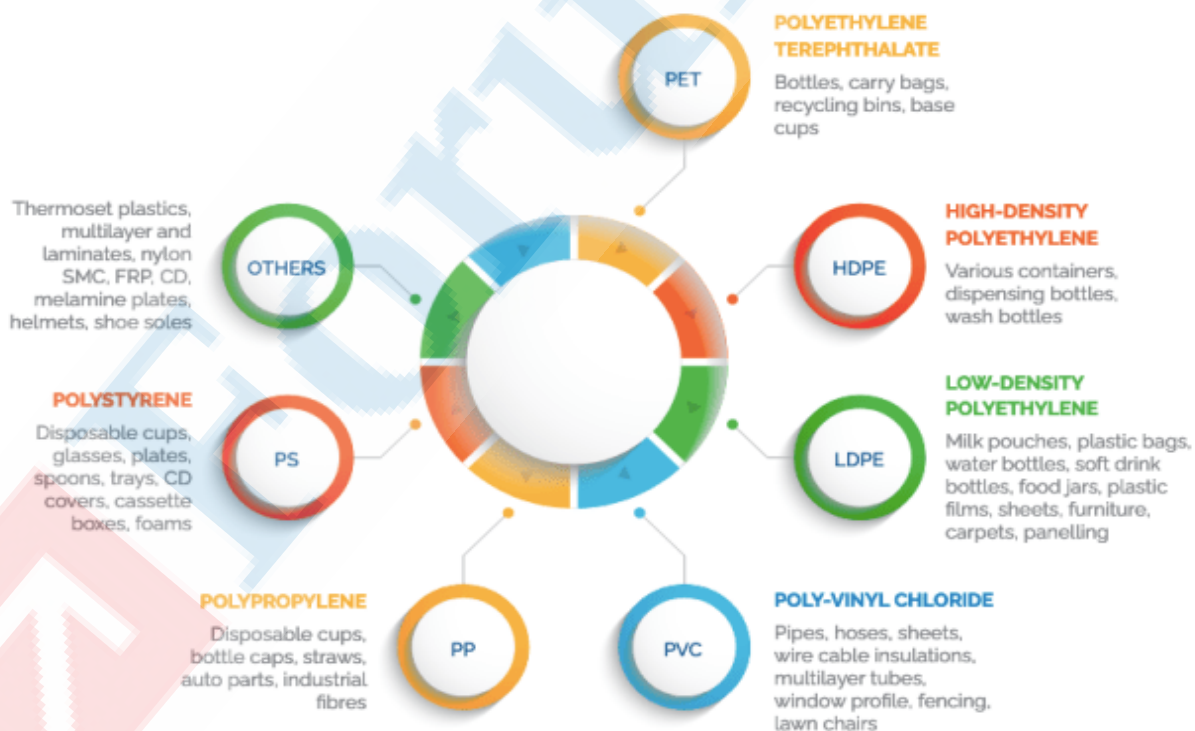 PET
POLYETHYLENE
TEREPHTHALATE
Bottles, carry bags,
recycling bins, base
cups
HDPE
HIGH-DENSITY
POLYETHYLENE
Various containers,
dispensing bottles,
wash bottles
LDPE
LOW-DENSITY
POLYETHYLENE
Milk pouches, plastic bags,
water bottles, soft drink
bottles, food jars, plastic
films, sheets, furniture,
carpets, panelling
PVC
POLY-VINYL CHLORIDE
Pipes, hoses, sheets,
wire cable insulations,
multilayer tubes,
window profile, fencing,
lawn chairs
PP
POLYPROPYLENE
Disposable cups,
bottle caps, straws,
auto parts, industrial
fibres
PS
POLYSTYRENE
Disposable cups,
glasses, plates,
spoons, trays, CD
covers, cassette
boxes, foams
OTHERS
Thermoset plastics,
multilayer and
laminates, nylon
SMC, FRP, CD,
melamine plates,
helmets, shoe soles